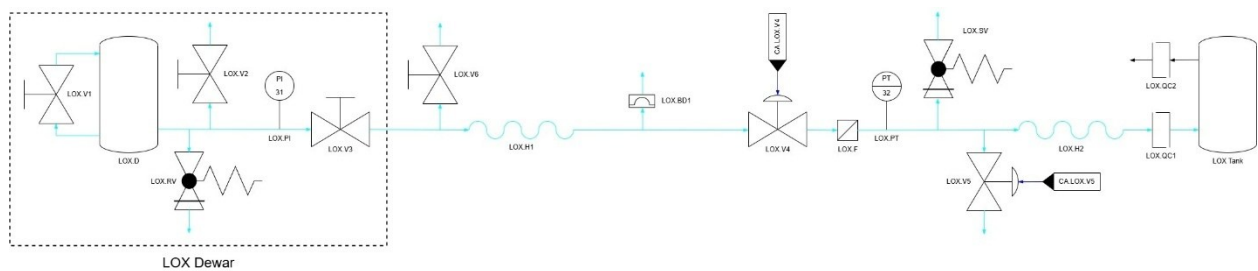 LOX.V1
LOX.D
LOX.V2
PI
31
LOX.PI
LOX.RV
LOX.V3
LOX Dewar
LOX.V6
LOX.H1
LOX.BD1
CA.LOX.V4
LOX.V4
LOX.F
PT
32
LOX.PT
LOX.SV
LOX.V5
CA.LOX.V5
LOX.H2
LOX.QC2
LOX.QC1
LOX.Tank